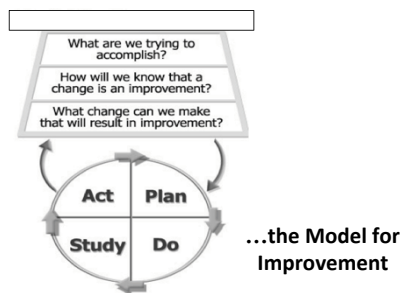 What are we trying to
accomplish?
How will we know that a
change is an improvement?
What change can we make
that will result in improvement?
Act
Plan
Study
Do
…the Model for
Improvement